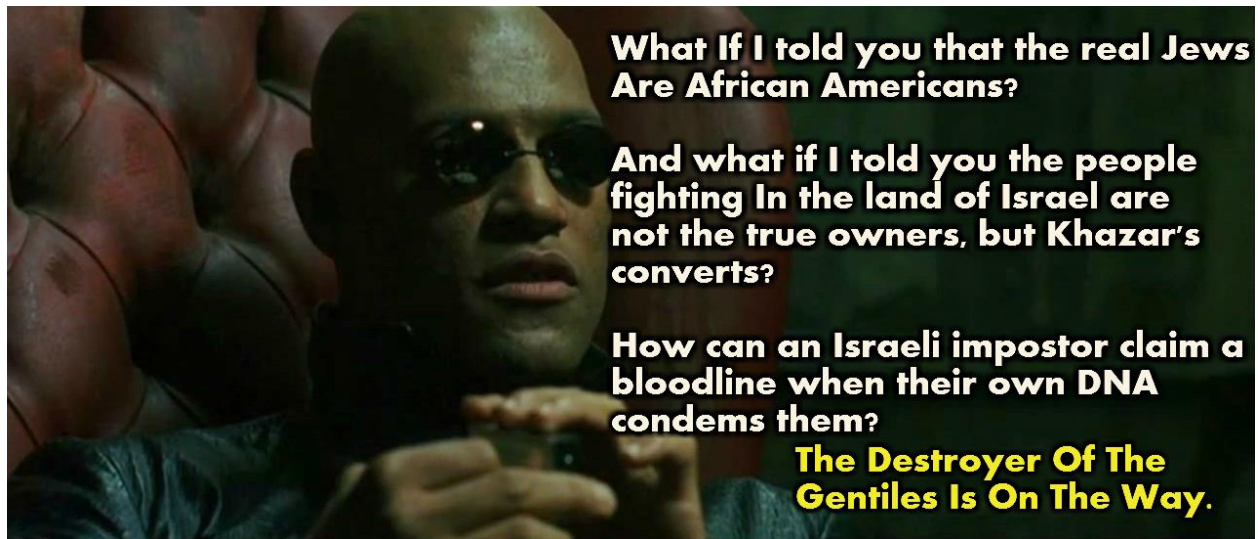 What If I told you that the real Jews
Are African Americans?
And what if I told you the people
fighting In the land of Israel are
not the true owners, but Khazar's
converts?
How can an Israeli impostor claim a
bloodline when their own DNA
condems them?
The Destroyer Of The
Gentiles Is On The Way.